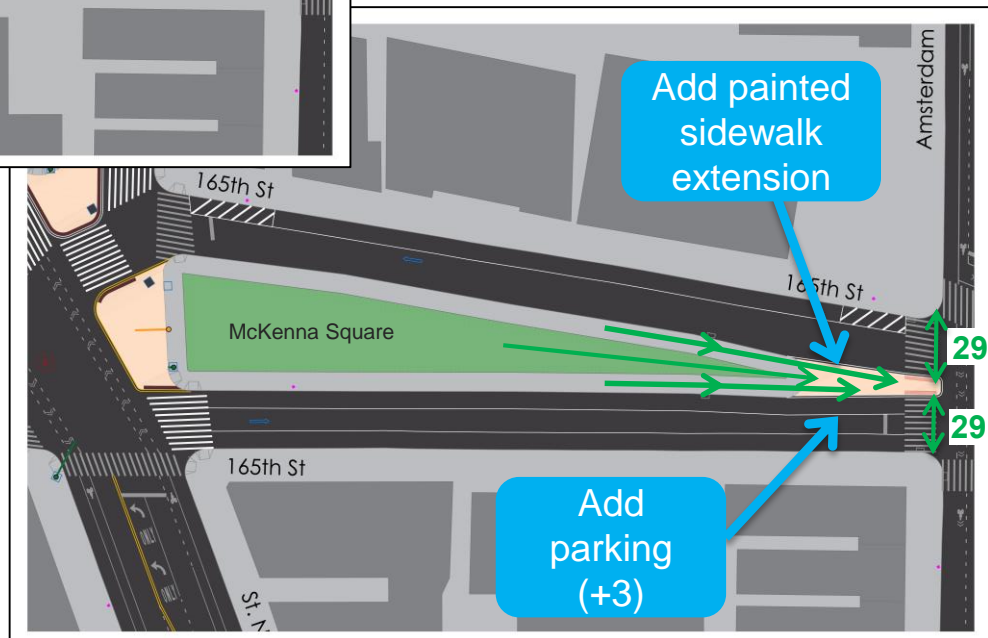 Add painted
sidewalk
extension
Amsterdam
165th St
165th St
McKenna Square
29
29
165th St
Add
parking
(+3)
St. N